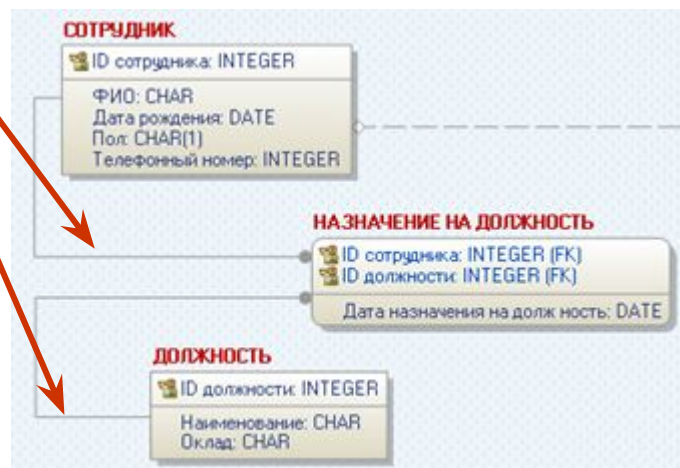 СОТРУДНИК
ID сотрудника: INTEGER
ФИО: CHAR
Дата рождения: DATE
Пол: CHAR(1)
Телефонный номер: INTEGER
НАЗНАЧЕНИЕ НА ДОЛЖНОСТЬ
ID сотрудника: INTEGER (FK)
ID должности: INTEGER (FK)
Дата назначения на долж ность: DATE
ДОЛЖНОСТЬ
ID должности: INTEGER
Наименование: CHAR
Оклад: CHAR